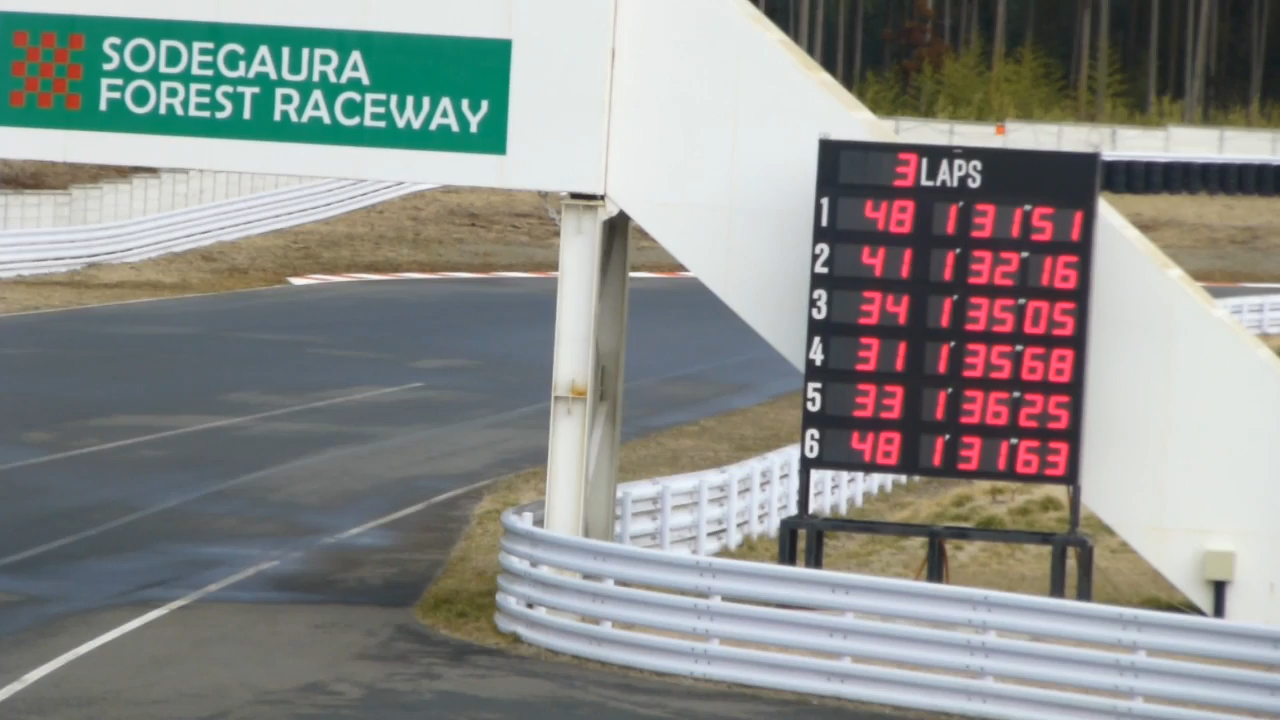 SODEGAURA
FOREST RACEWAY
3 LAPS
1 48 1'31"51
2 41 1'32"16
3 34 1'35"05
4 31 1'35"68
5 33 1'36"25
6 48 1'31"63